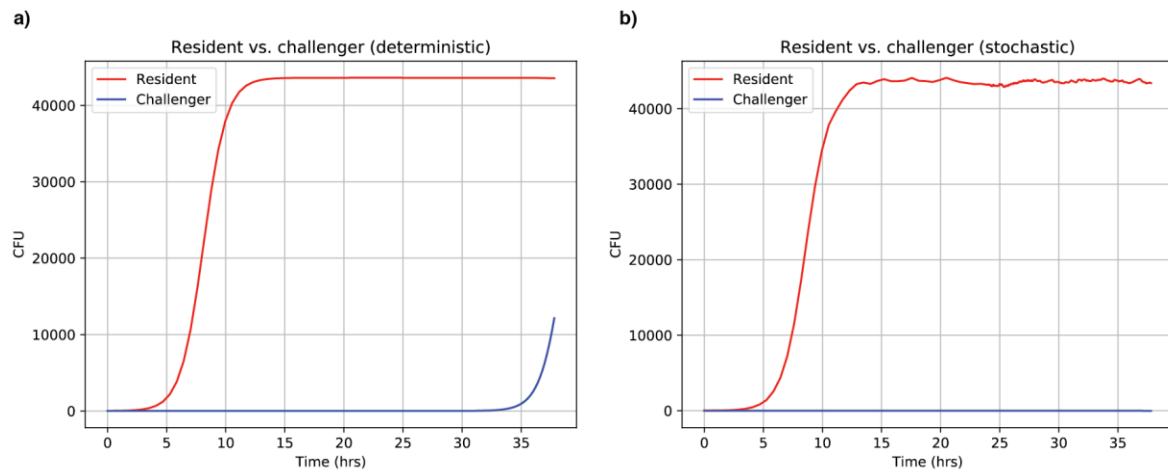 a)
Resident vs. challenger (deterministic)
Resident
Challenger
CFU
40000
30000
20000
10000
0
0 5 10 15 20 25 30 35
Time (hrs)
b)
Resident vs. challenger (stochastic)
Resident
Challenger
CFU
40000
30000
20000
10000
0
0 5 10 15 20 25 30 35
Time (hrs)